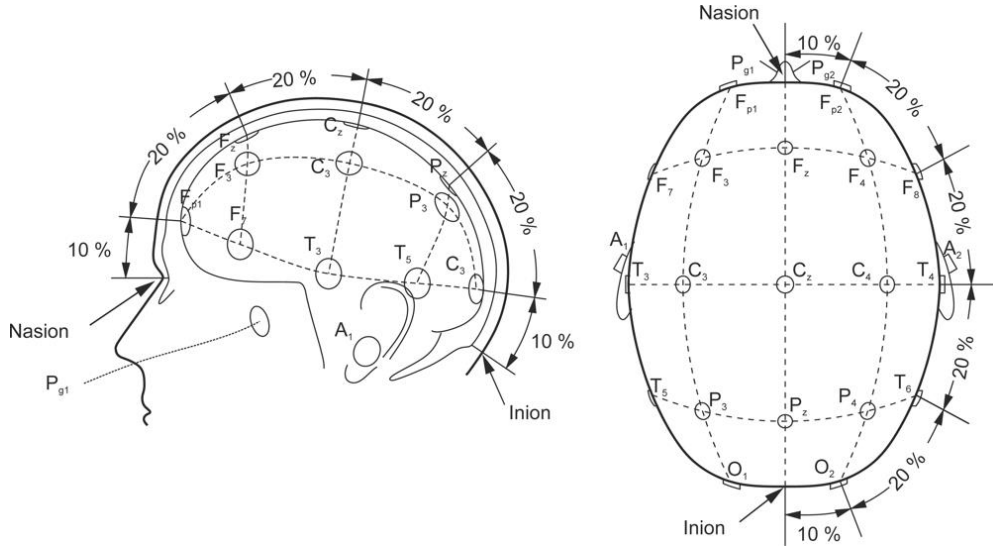 20 %
20 %
20 %
20 %
10 %
10 %
Fz
F3
Cz
C3
Pz
P3
Fp1
F7
T3
T5
C3
A1
Nasion
Pg1
Inion
Nasion
10 %
Pg1
Pg2
Fp1
Fp2
20 %
F7
F3
Fz
F4
F8
20 %
A1
A2
T3
C3
Cz
C4
T4
20 %
T5
P3
Pz
P4
T6
O1
O2
20 %
Inion
10 %